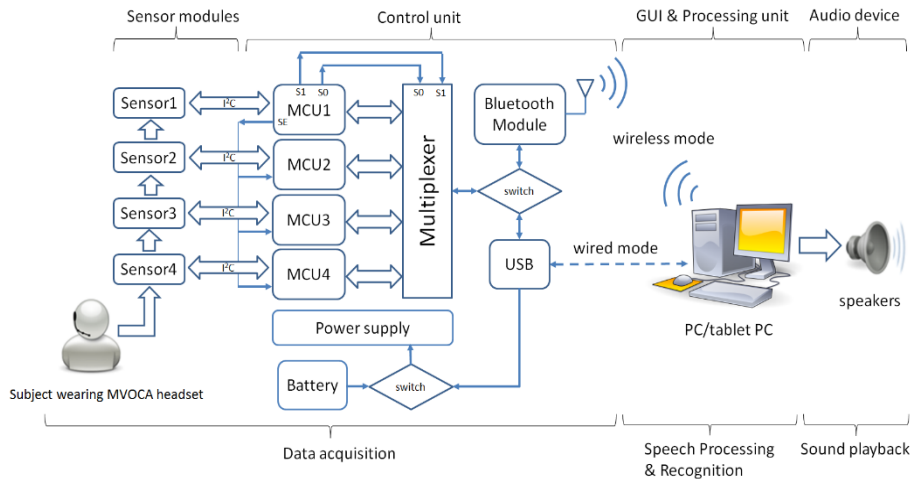 Sensor modules
Control unit
GUI & Processing unit
Audio device
S1 S0
S0 S1
Sensor1
I²C
MCU1
SE
Sensor2
I²C
MCU2
Sensor3
I²C
MCU3
Sensor4
I²C
MCU4
Multiplexer
Bluetooth
Module
wireless mode
switch
USB
wired mode
PC/tablet PC
speakers
Power supply
Battery
switch
Subject wearing MVOCA headset
Data acquisition
Speech Processing
& Recognition
Sound playback